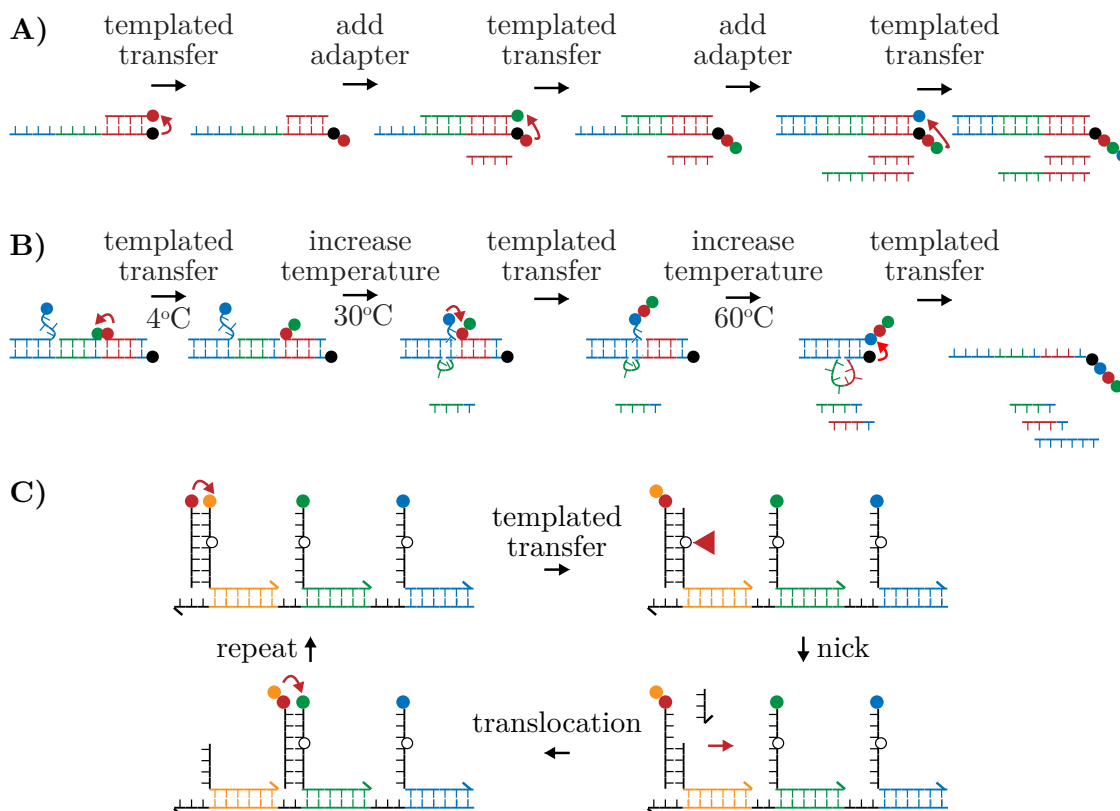 A)
templated
transfer
add
adapter
templated
transfer
add
adapter
templated
transfer
B)
templated
transfer
4°C
increase
temperature
30°C
templated
transfer
increase
temperature
60°C
templated
transfer
C)
templated
transfer
nick
translocation
repeat